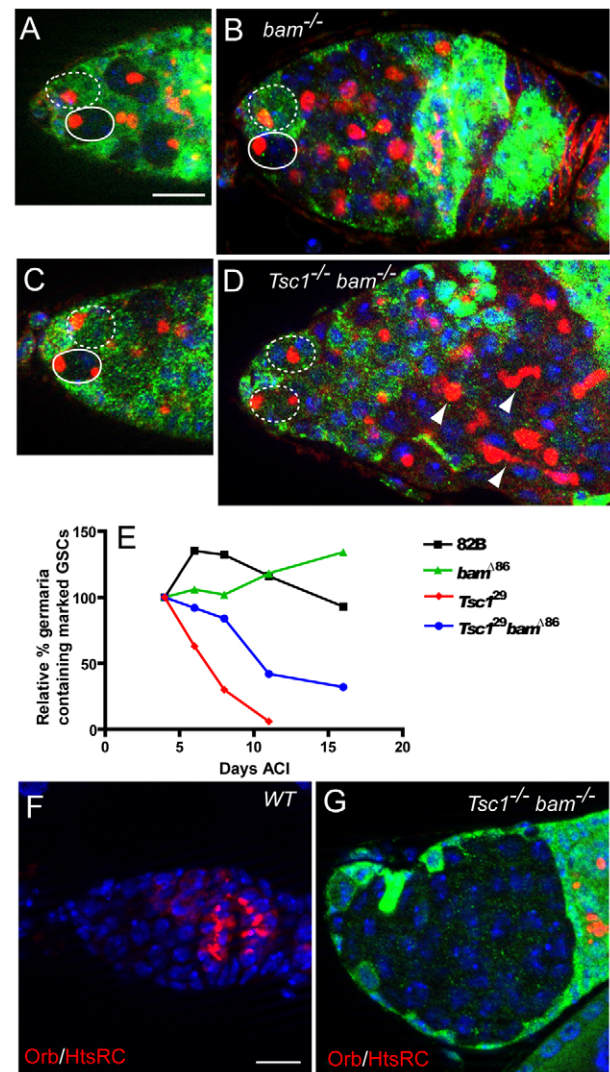 A
B bam-/-
C
D Tsc1-/- bam-/-
E
Relative % germaria
containing marked GSCs
150
100
50
0
0 5 10 15 20
Days ACI
82B
bamΔ86
Tsc129
Tsc129bamΔ86
F WT
Orb/HtsRC
G Tsc1-/- bam-/-
Orb/HtsRC